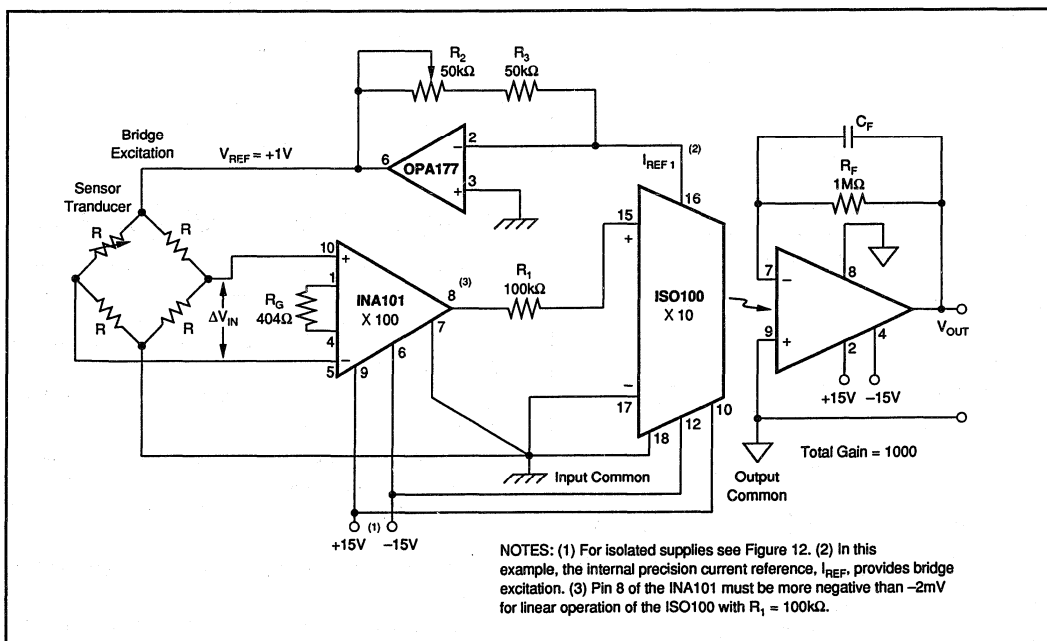 R2
50kΩ
R3
50kΩ
Bridge
Excitation
VREF = +1V
6
OPA177
2
−
3
+
IREF 1
(2)
16
CF
RF
1MΩ
Sensor
Tranducer
R
R
R
R
ΔVIN
10
+
1
RG
404Ω
4
−
5
9
INA101
X 100
6
7
8
(3)
R1
100kΩ
15
+
−
17
ISO100
X 10
18
12
10
7
−
9
+
8
2
4
VOUT
+15V
−15V
Input Common
Output
Common
Total Gain = 1000
+15V
(1)
−15V
NOTES: (1) For isolated supplies see Figure 12. (2) In this
example, the internal precision current reference, IREF, provides bridge
excitation. (3) Pin 8 of the INA101 must be more negative than –2mV
for linear operation of the ISO100 with R1 = 100kΩ.